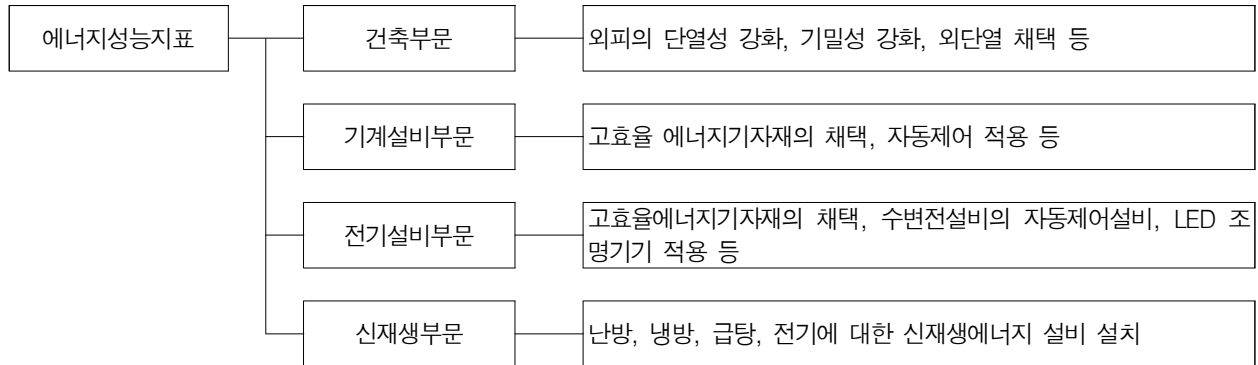 에너지성능지표
건축부문
외피의 단열성 강화, 기밀성 강화, 외단열 채택 등
기계설비부문
고효율 에너지기자재의 채택, 자동제어 적용 등
전기설비부문
고효율에너지기자재의 채택, 수변전설비의 자동제어설비, LED 조
명기기 적용 등
신재생부문
난방, 냉방, 급탕, 전기에 대한 신재생에너지 설비 설치